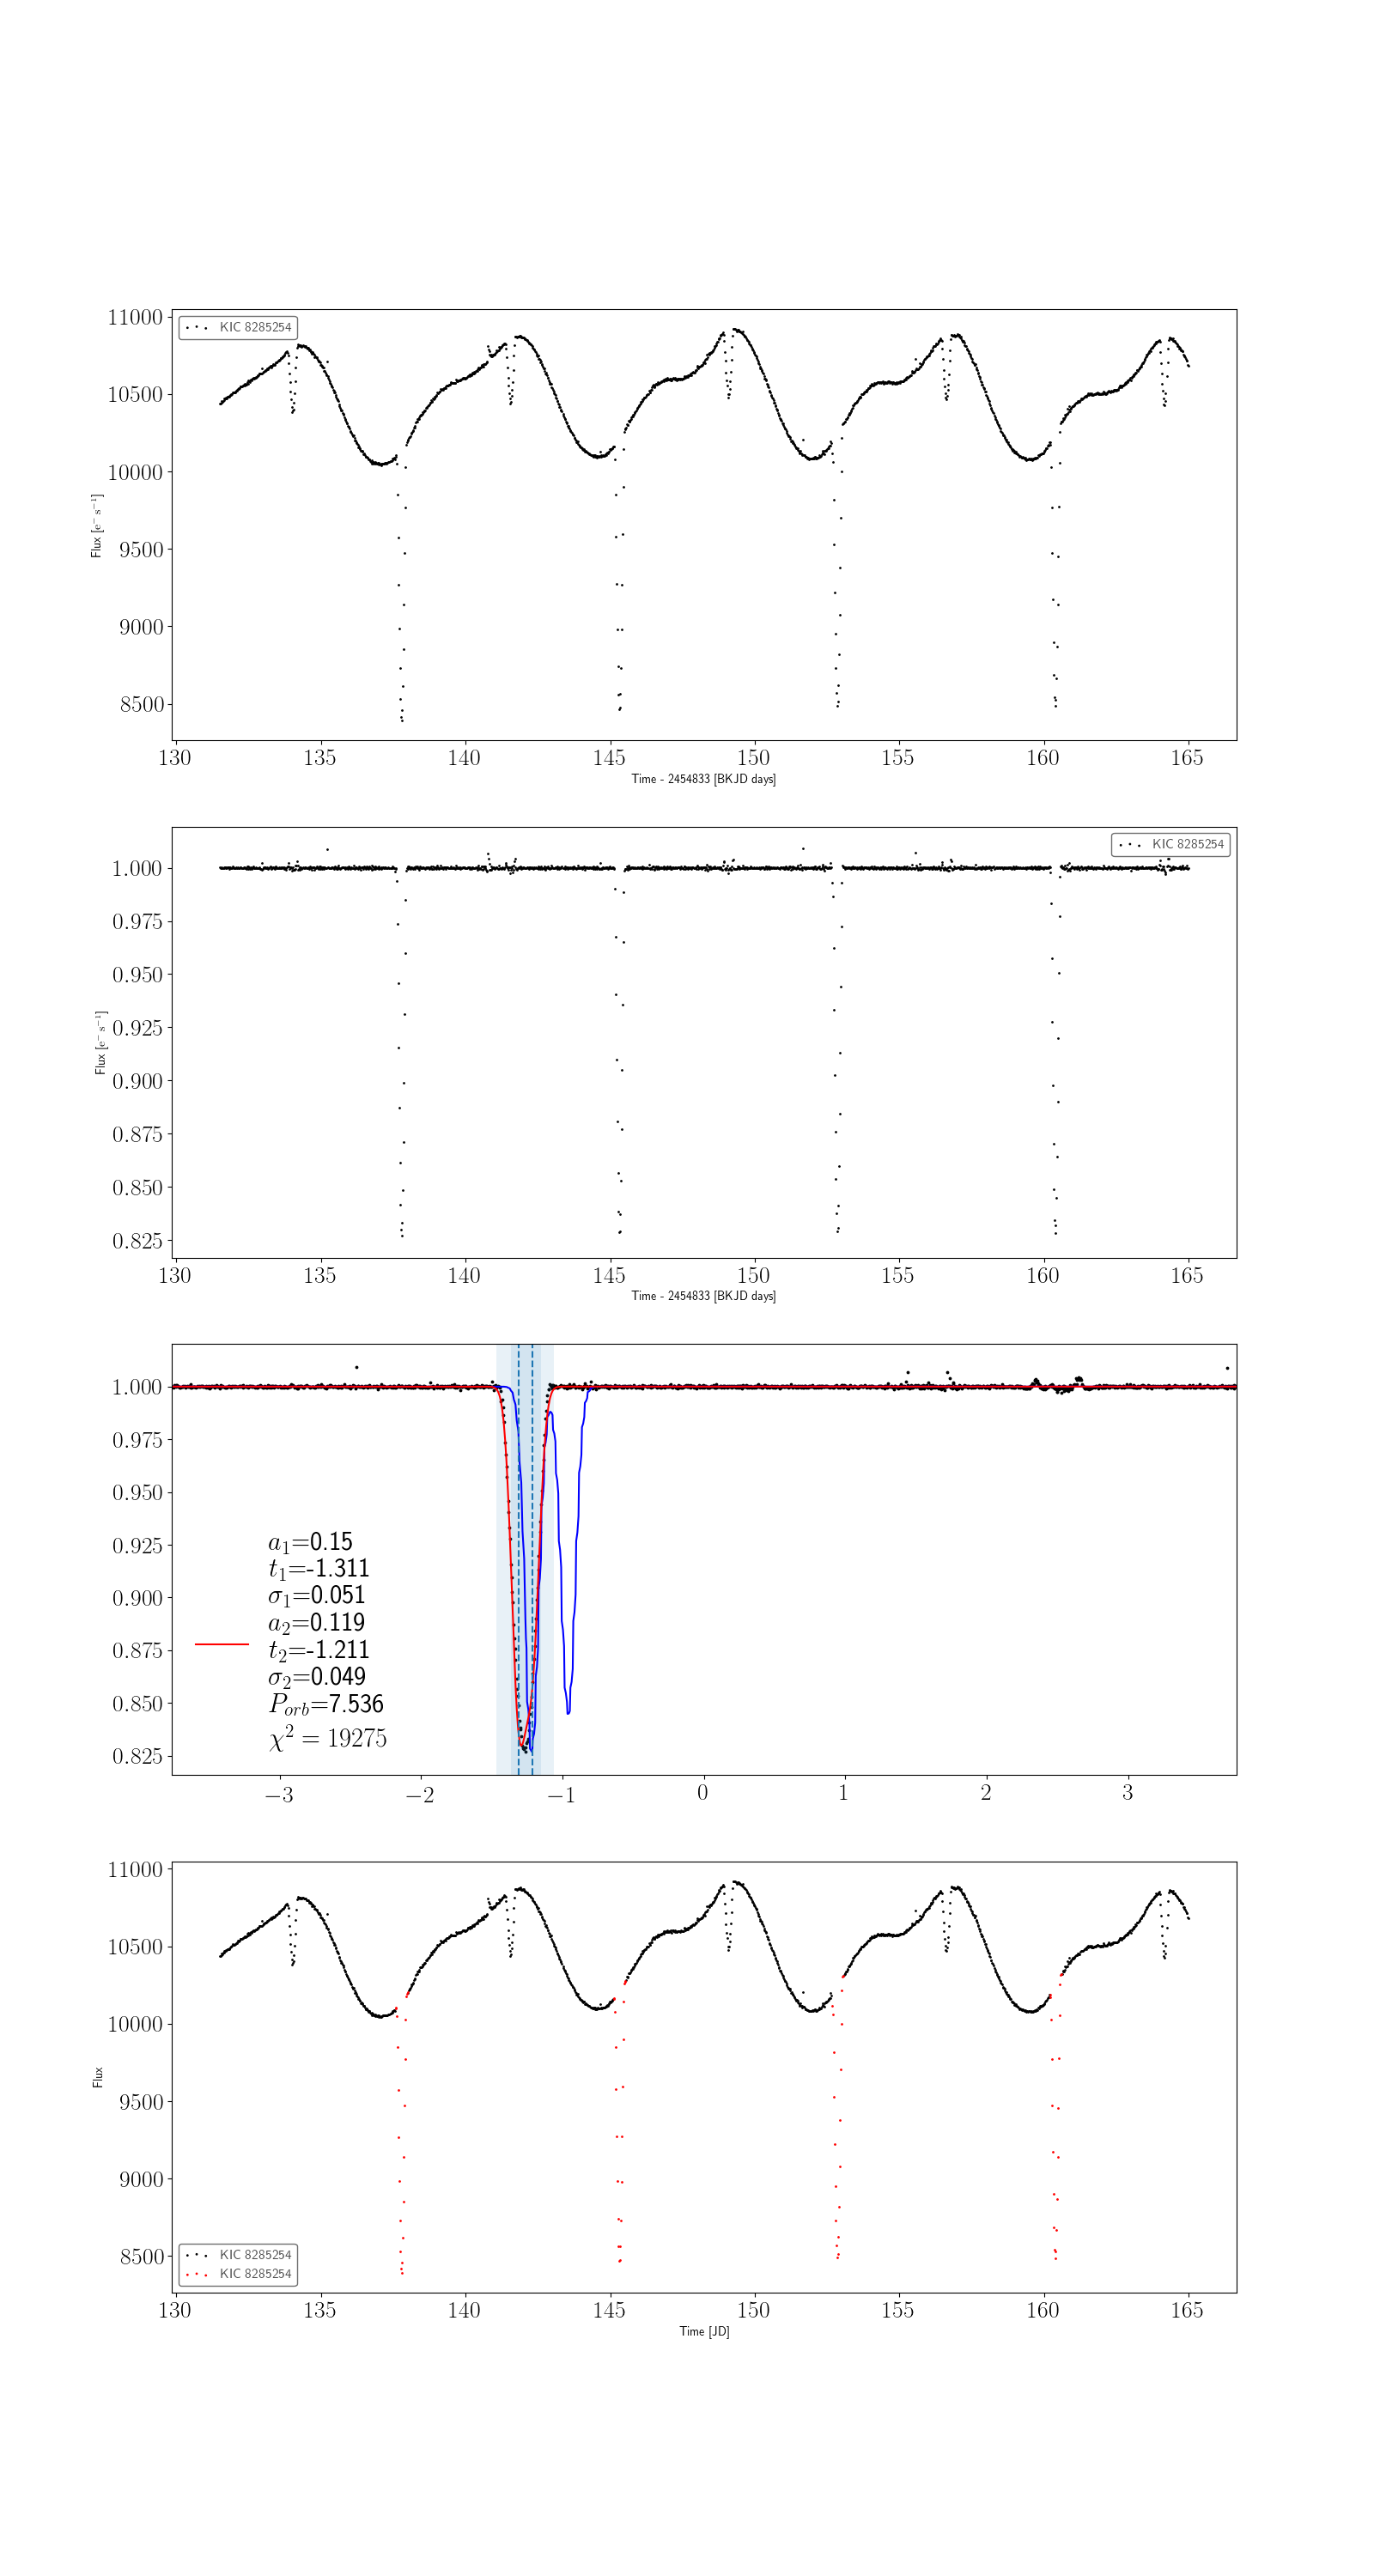 11000
10500
10000
9500
9000
8500
Flux [e⁻ s⁻¹]
KIC 8285254
130 135 140 145 150 155 160 165
Time - 2454833 [BKJD days]
1.000
0.975
0.950
0.925
0.900
0.875
0.850
0.825
Flux [e⁻ s⁻¹]
KIC 8285254
130 135 140 145 150 155 160 165
Time - 2454833 [BKJD days]
1.000
0.975
0.950
0.925
0.900
0.875
0.850
0.825
a₁=0.15
t₁=-1.311
σ₁=0.051
a₂=0.119
t₂=-1.211
σ₂=0.049
P_orb=7.536
χ² = 19275
−3 −2 −1 0 1 2 3
11000
10500
10000
9500
9000
8500
Flux
KIC 8285254
KIC 8285254
130 135 140 145 150 155 160 165
Time [JD]